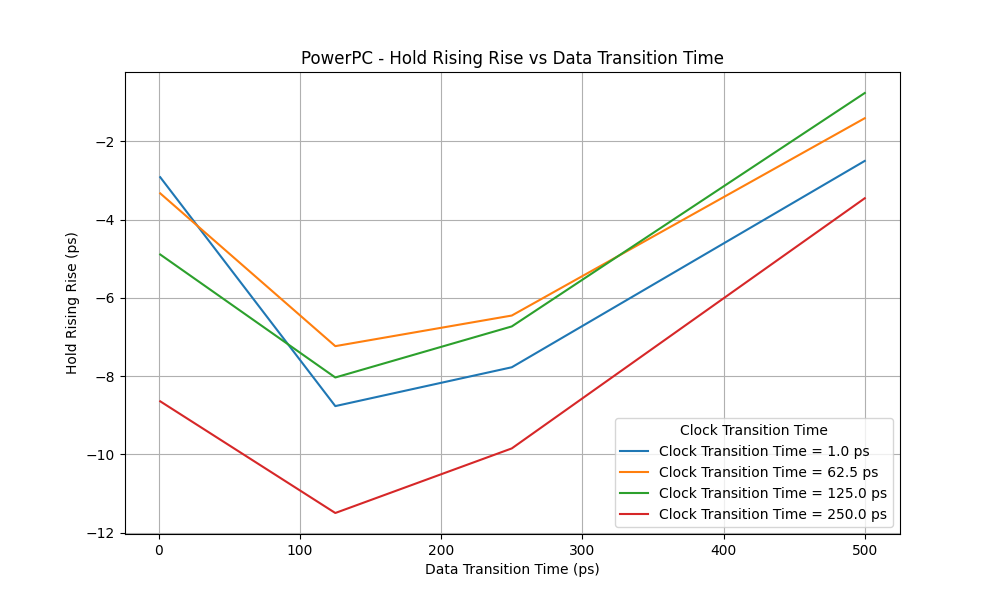 PowerPC - Hold Rising Rise vs Data Transition Time
Hold Rising Rise (ps)
−2
−4
−6
−8
−10
−12
0 100 200 300 400 500
Data Transition Time (ps)
Clock Transition Time
Clock Transition Time = 1.0 ps
Clock Transition Time = 62.5 ps
Clock Transition Time = 125.0 ps
Clock Transition Time = 250.0 ps